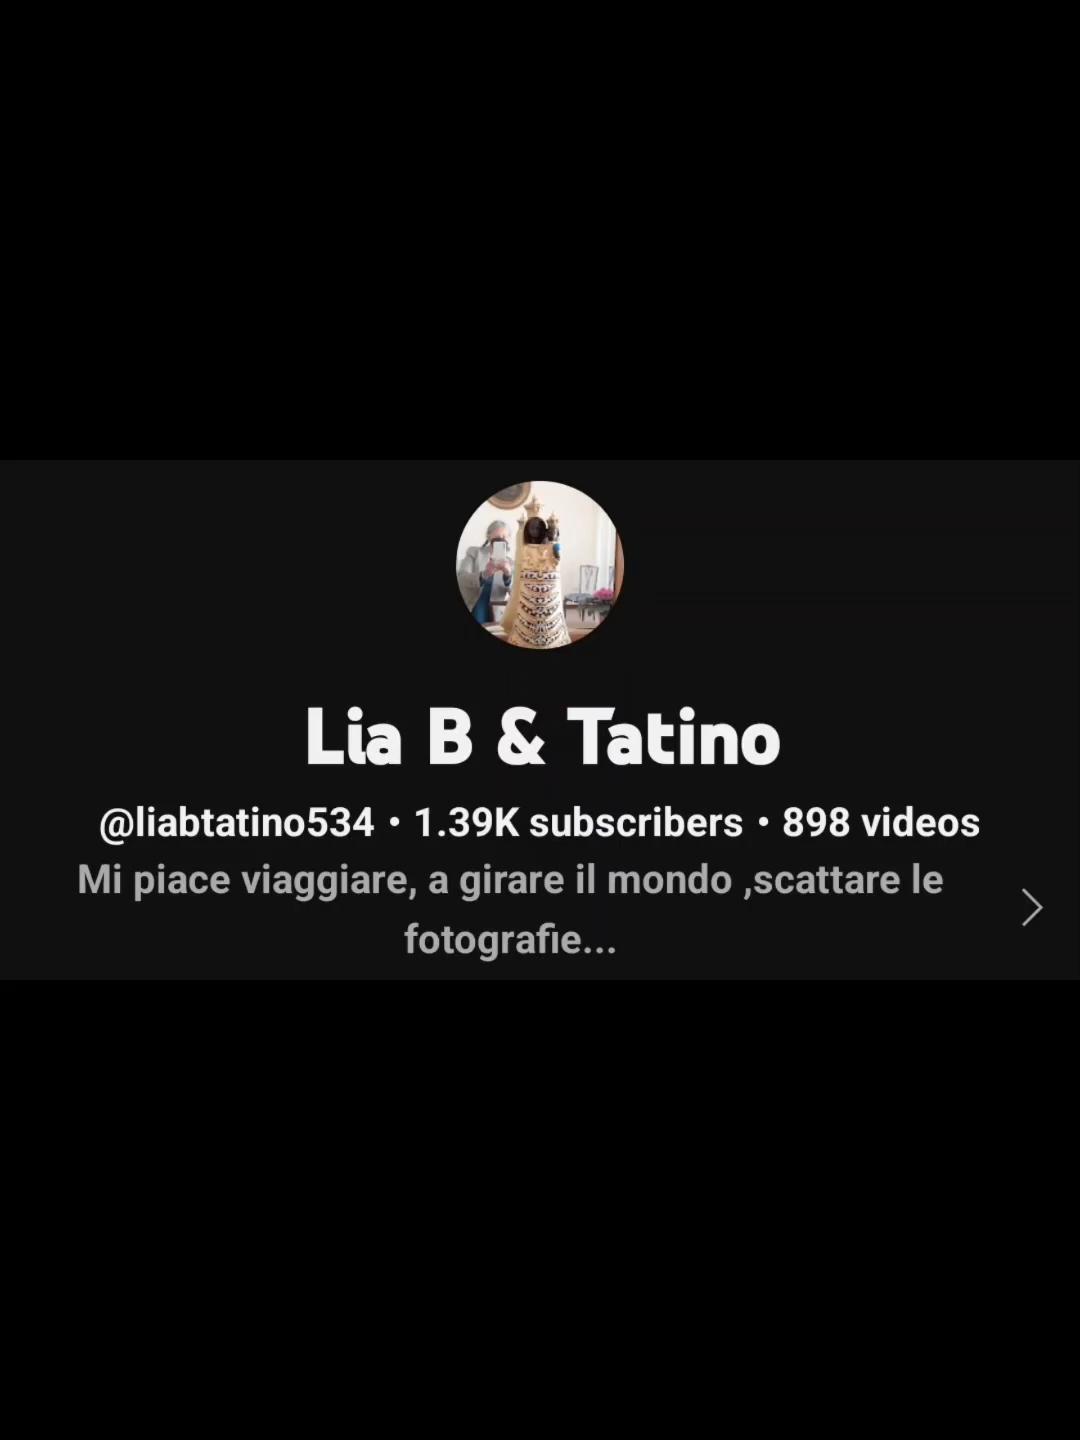 Lia B & Tatino
@liabtatino534 • 1.39K subscribers • 898 videos
Mi piace viaggiare, a girare il mondo ,scattare le
fotografie...